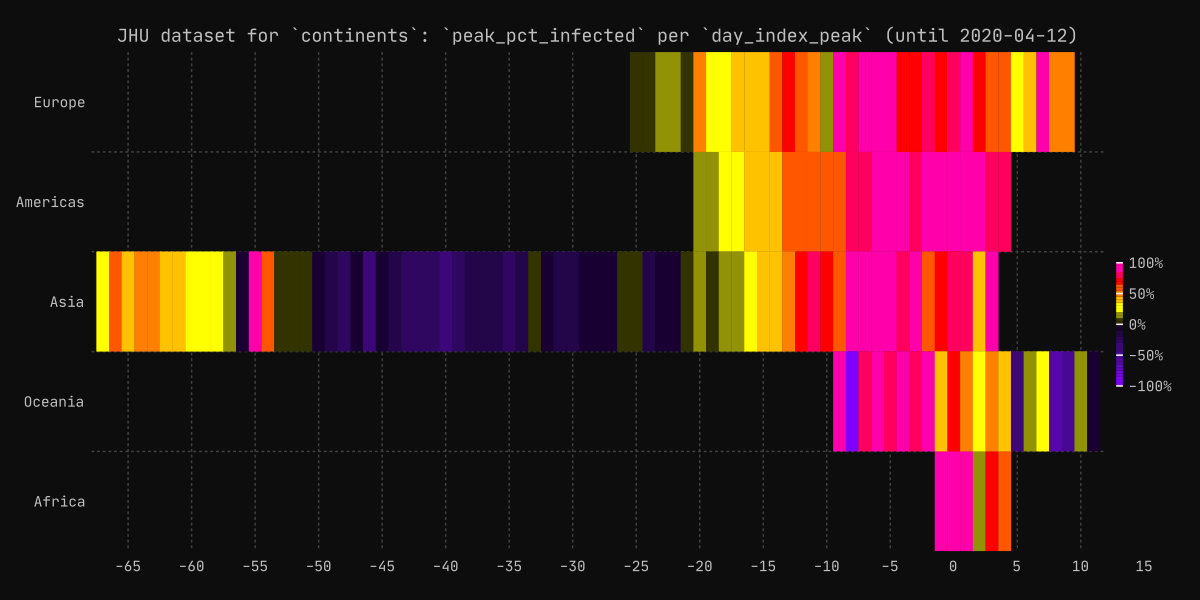 JHU dataset for `continents`: `peak_pct_infected` per `day_index_peak` (until 2020-04-12)
Europe
Americas
Asia
Oceania
Africa
100%
50%
0%
-50%
-100%
-65 -60 -55 -50 -45 -40 -35 -30 -25 -20 -15 -10 -5 0 5 10 15